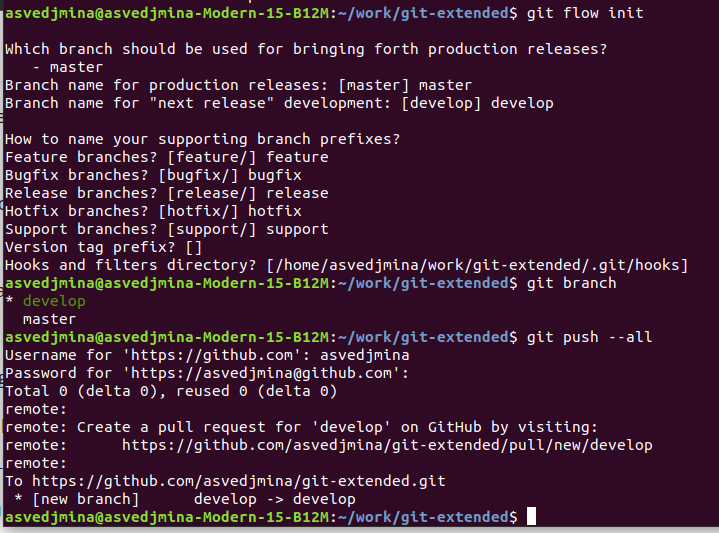 asvedjmina@asvedjmina-Modern-15-B12M:~/work/git-extended$ git flow init
Which branch should be used for bringing forth production releases?
   - master
Branch name for production releases: [master] master
Branch name for "next release" development: [develop] develop
How to name your supporting branch prefixes?
Feature branches? [feature/] feature
Bugfix branches? [bugfix/] bugfix
Release branches? [release/] release
Hotfix branches? [hotfix/] hotfix
Support branches? [support/] support
Version tag prefix? []
Hooks and filters directory? [/home/asvedjmina/work/git-extended/.git/hooks]
asvedjmina@asvedjmina-Modern-15-B12M:~/work/git-extended$ git branch
* develop
  master
asvedjmina@asvedjmina-Modern-15-B12M:~/work/git-extended$ git push --all
Username for 'https://github.com': asvedjmina
Password for 'https://asvedjmina@github.com':
Total 0 (delta 0), reused 0 (delta 0)
remote:
remote: Create a pull request for 'develop' on GitHub by visiting:
remote:      https://github.com/asvedjmina/git-extended/pull/new/develop
remote:
To https://github.com/asvedjmina/git-extended.git
 * [new branch]      develop -> develop
asvedjmina@asvedjmina-Modern-15-B12M:~/work/git-extended$